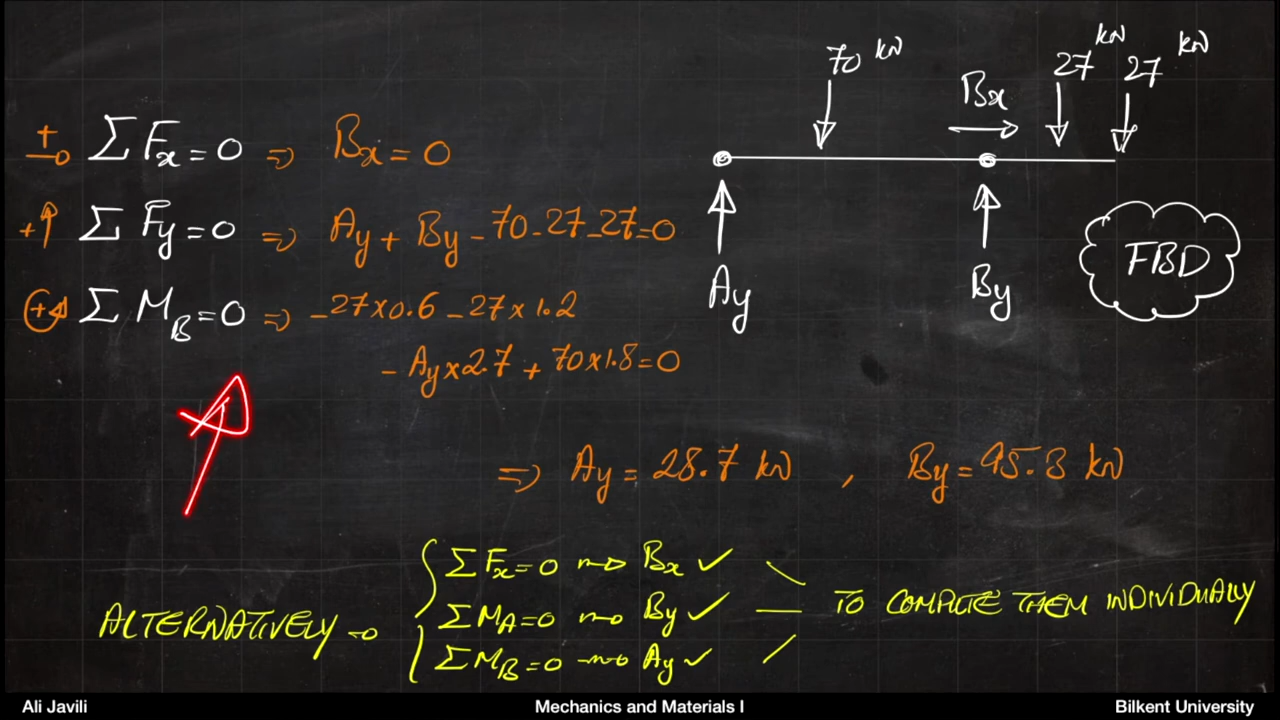 70 kN
27 kN 27 kN
Bx
+ ΣFx=0 ⇒ Bx=0
+↑ ΣFy=0 ⇒ Ay+By-70-27-27=0
+ ΣMB=0 ⇒ -27×0.6-27×1.2
-Ay×2.7+70×1.8=0
Ay By
FBD
⇒ Ay=28.7 kN , By=95.3 kN
ALTERNATIVELY → { ΣFx=0 → Bx ✓
ΣMA=0 → By ✓ — TO COMPUTE THEM INDIVIDUALLY
ΣMB=0 → Ay ✓
Ali Javili Mechanics and Materials I Bilkent University